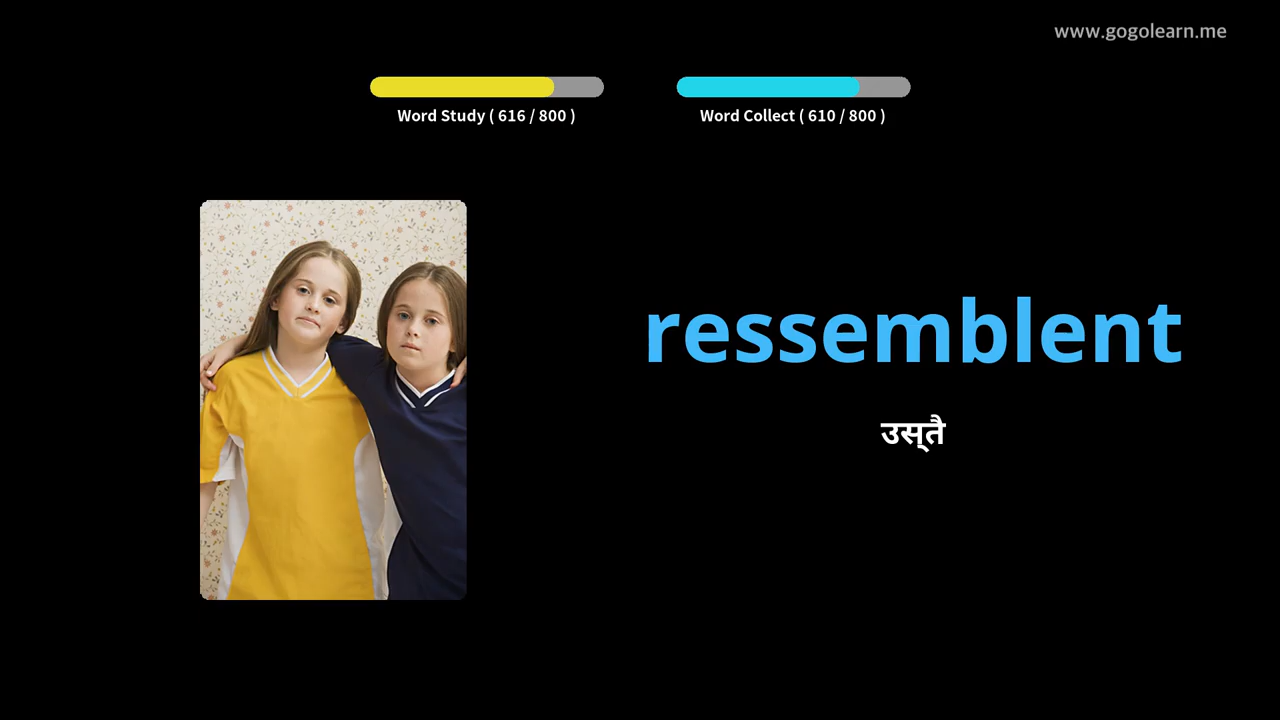 www.gogolearn.me
Word Study ( 616 / 800 )
Word Collect ( 610 / 800 )
ressemblent
उस्‌तै